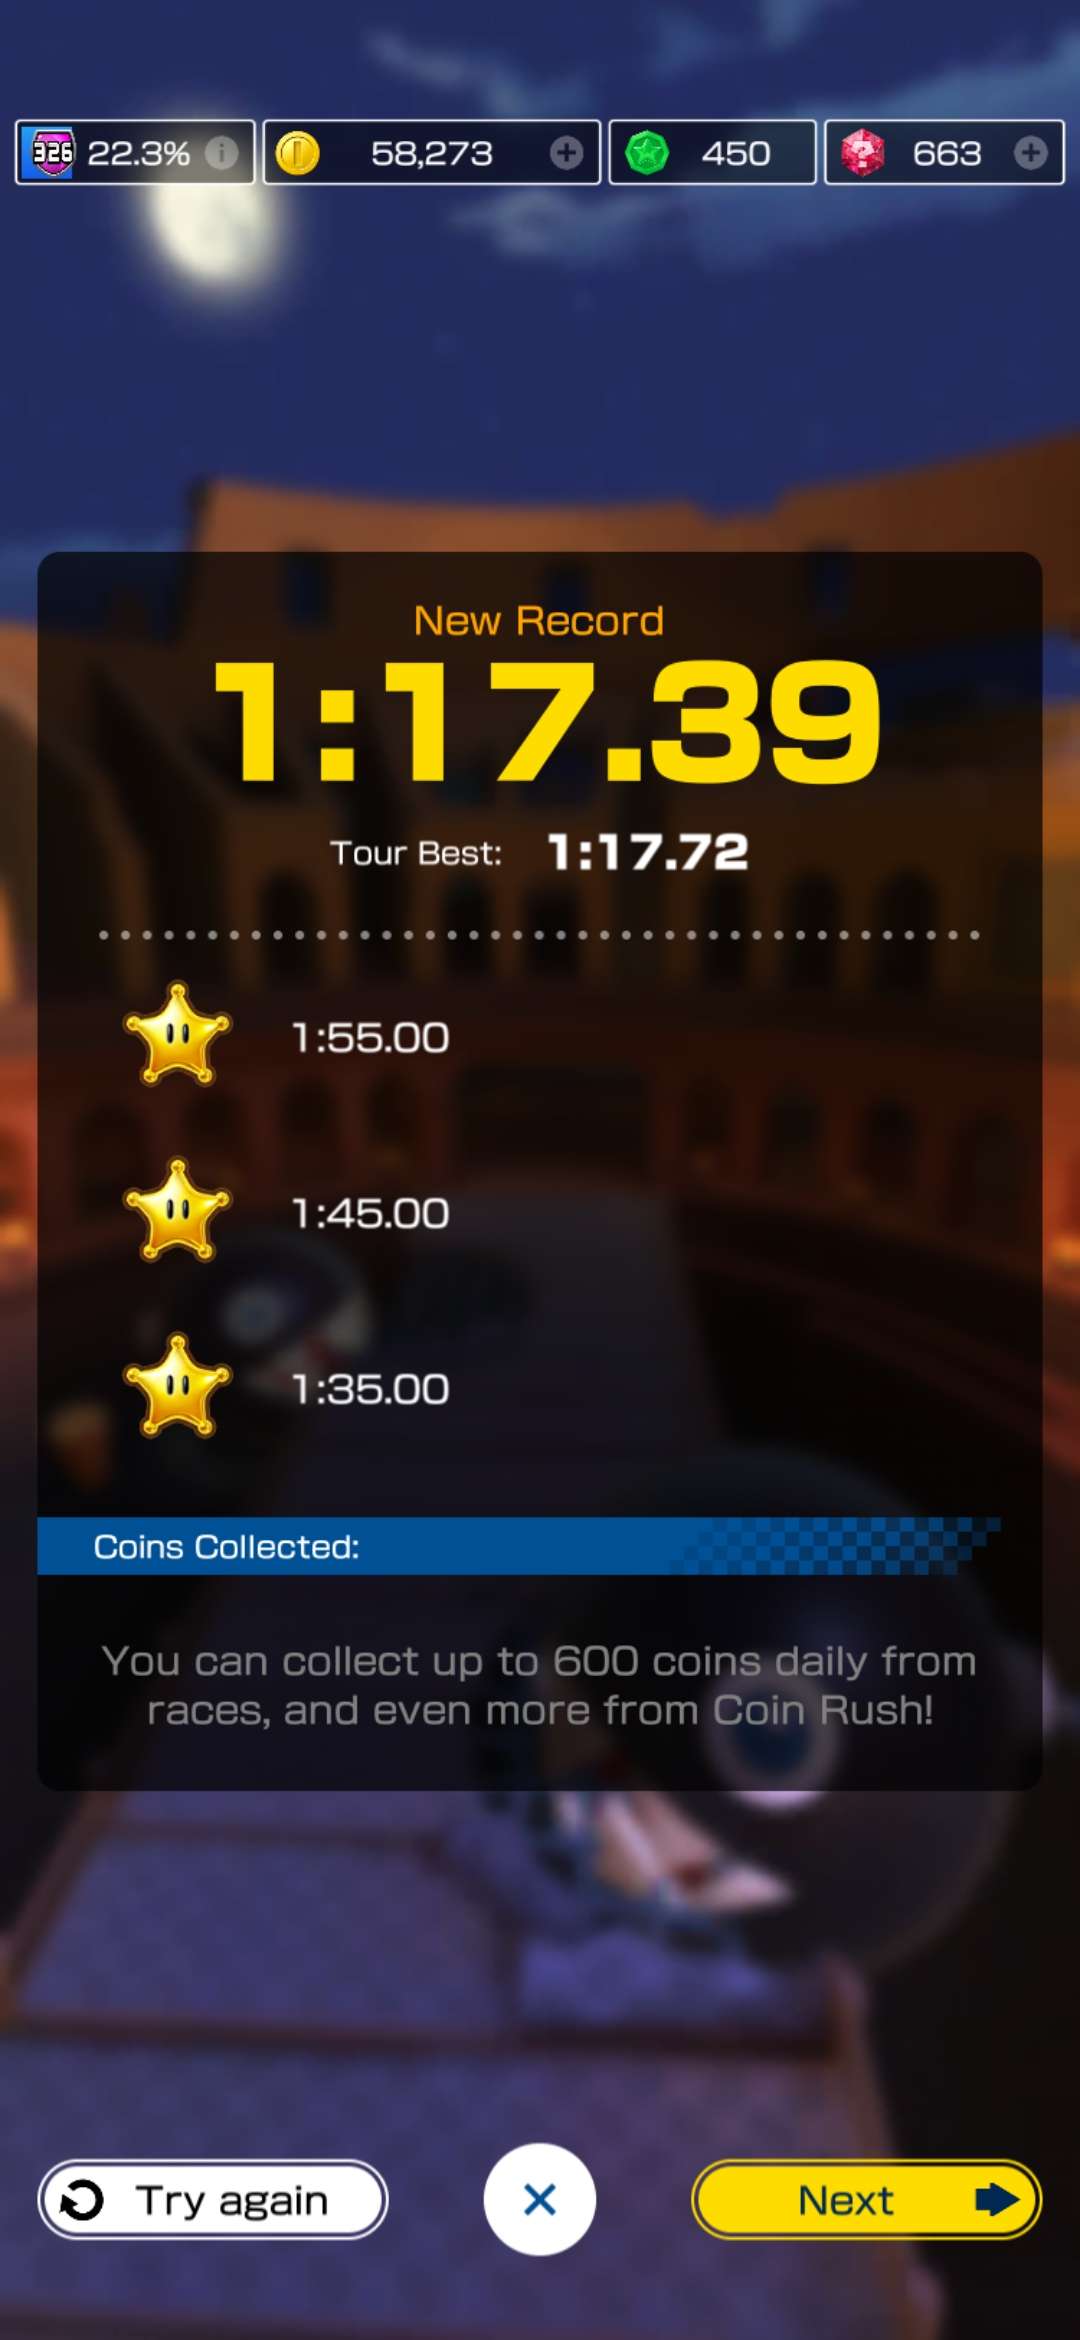 326 22.3% i 58,273 + 450 ? 663 +
New Record
1:17.39
Tour Best: 1:17.72
1:55.00
1:45.00
1:35.00
Coins Collected:
You can collect up to 600 coins daily from
races, and even more from Coin Rush!
Try again × Next